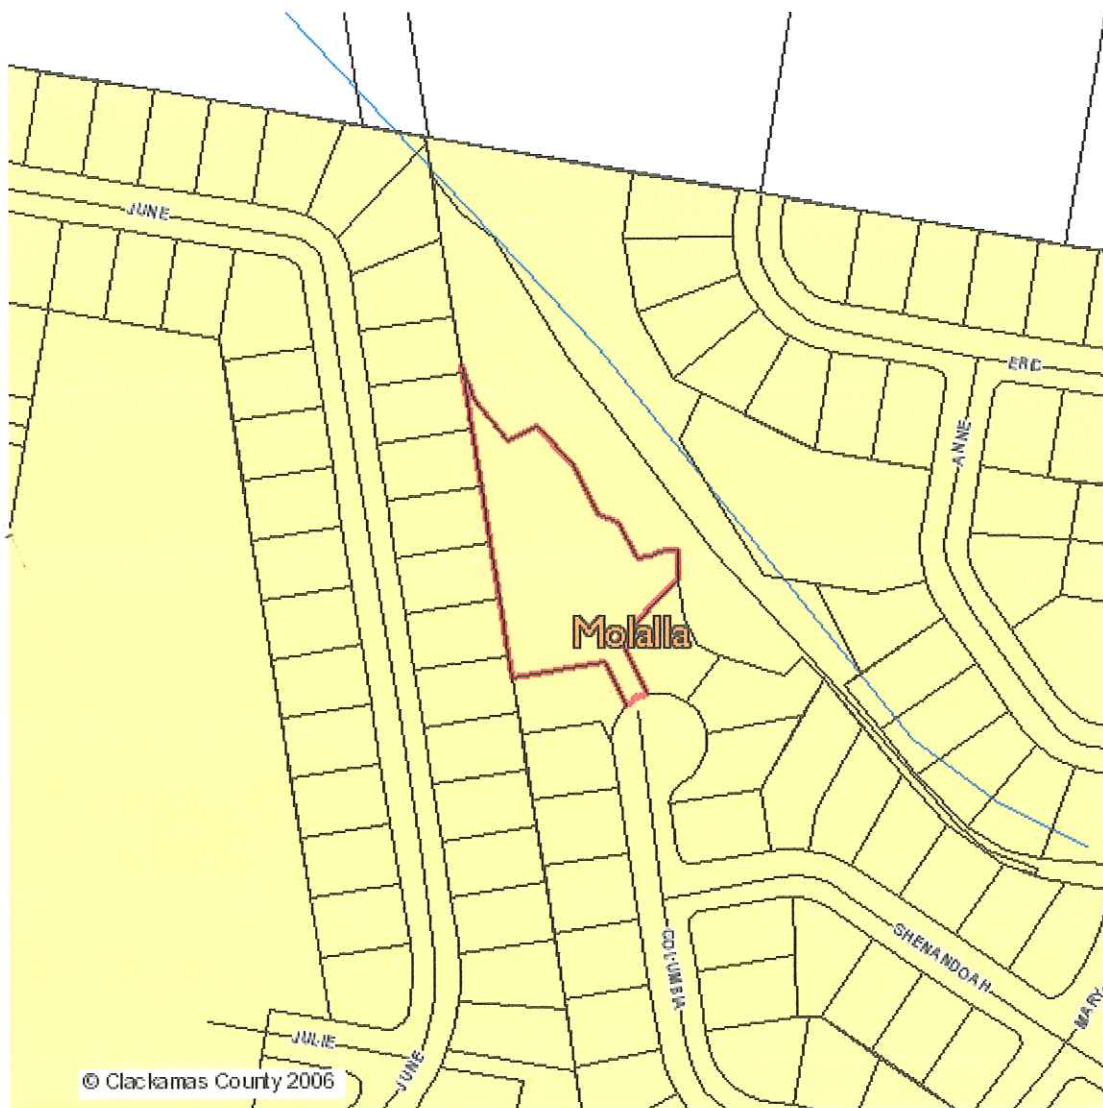 JUNE
ERIC
ANNE
Molalla
COLUMBIA
SHENANDOAH
MARY
JULIE
JUNE
© Clackamas County 2006